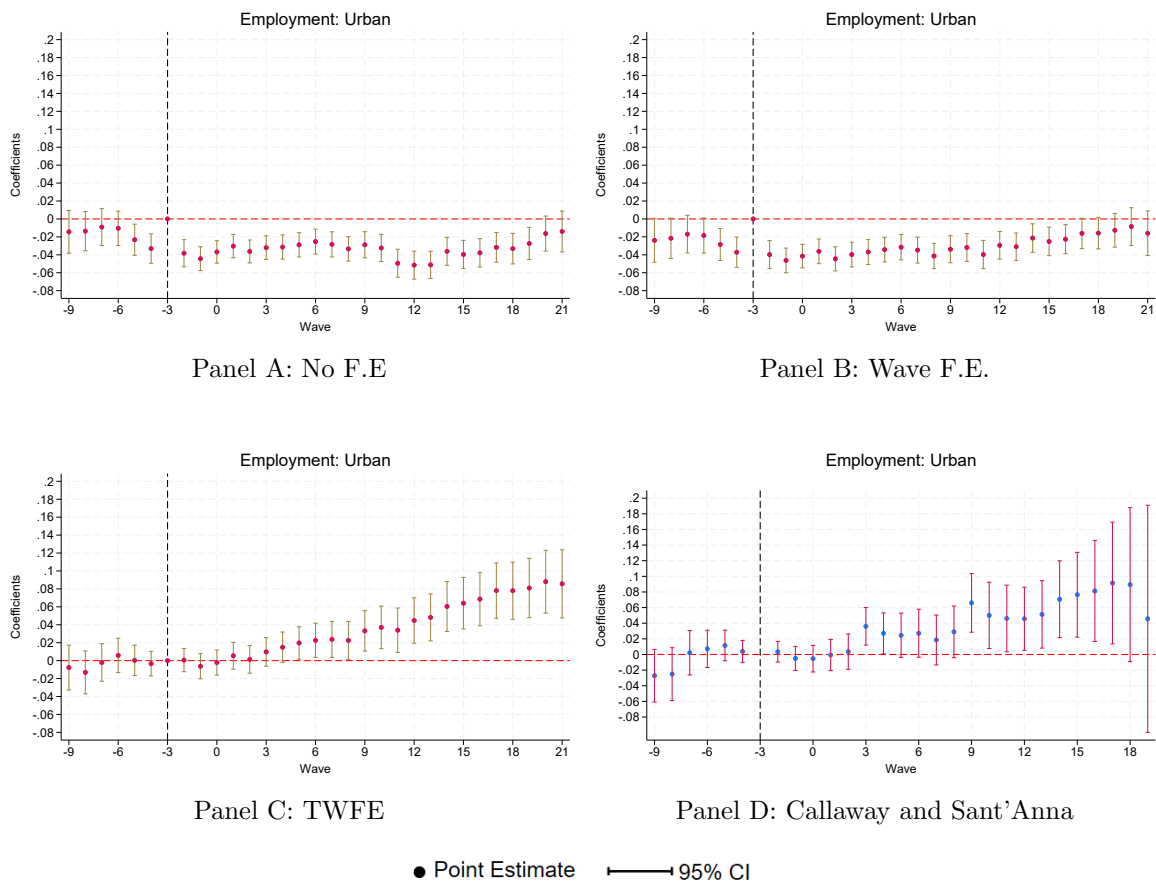 Employment: Urban
.2
.18
.16
.14
.12
.1
.08
.06
.04
.02
0
-.02
-.04
-.06
-.08
Coefficients
-9 -6 -3 0 3 6 9 12 15 18 21
Wave
Panel A: No F.E
Employment: Urban
.2
.18
.16
.14
.12
.1
.08
.06
.04
.02
0
-.02
-.04
-.06
-.08
Coefficients
-9 -6 -3 0 3 6 9 12 15 18 21
Wave
Panel B: Wave F.E.
Employment: Urban
.2
.18
.16
.14
.12
.1
.08
.06
.04
.02
0
-.02
-.04
-.06
-.08
Coefficients
-9 -6 -3 0 3 6 9 12 15 18 21
Wave
Panel C: TWFE
Employment: Urban
.2
.18
.16
.14
.12
.1
.08
.06
.04
.02
0
-.02
-.04
-.06
-.08
Coefficients
-9 -6 -3 0 3 6 9 12 15 18
Wave
Panel D: Callaway and Sant'Anna
Point Estimate 95% CI